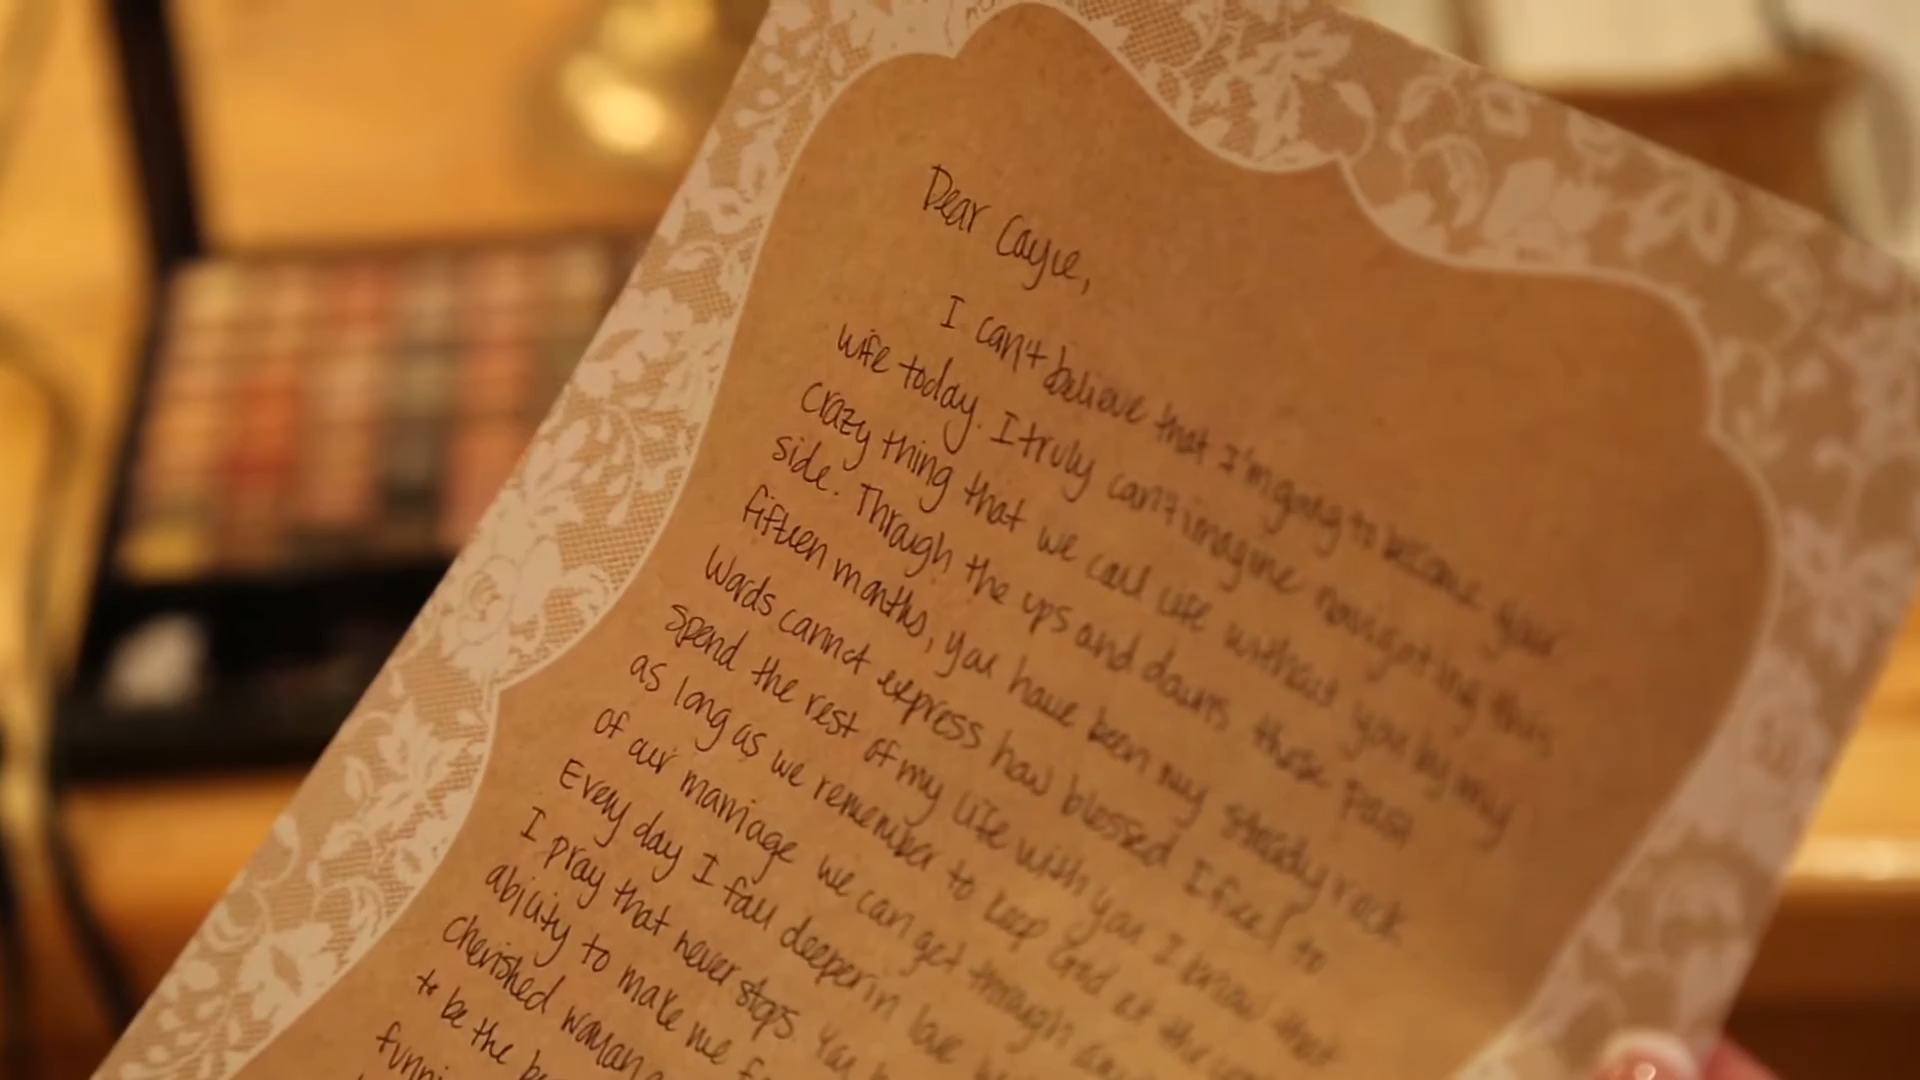 Dear Cayle,
I can't believe that I'm going to become your
wife today. I truly can't imagine navigating this
crazy thing that we call life without you by my
side. Through the ups and downs these past
fifteen months, you have been my steady rock
Words cannot express how blessed I feel to
spend the rest of my life with you I know that
as long as we remember to keep God at the
of our marriage we can get through
Every day I fall deeper in love
I pray that never stops. You
ability to make me
cherished woman
to be the